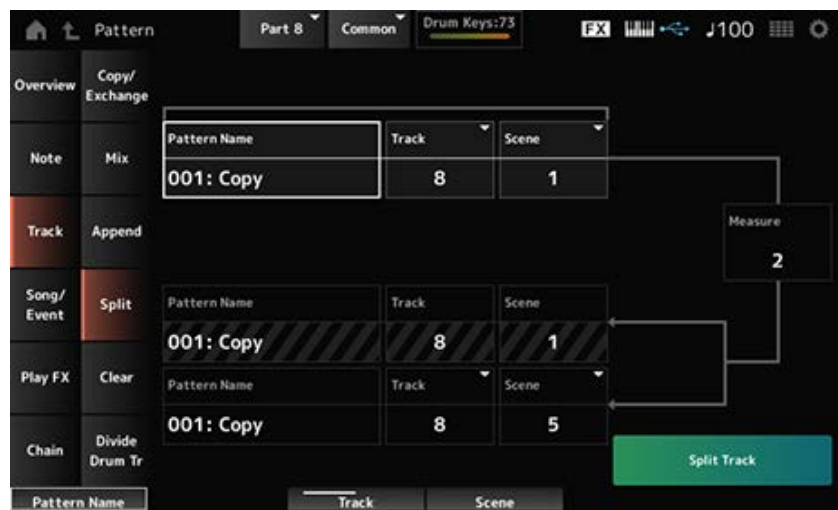 Pattern
Part 8
Common
Drum Keys:73
FX
♩100
Overview
Copy/
Exchange
Note
Mix
Track
Append
Song/
Event
Split
Play FX
Clear
Chain
Divide
Drum Tr
Pattern Name
Track
Scene
001: Copy
8
1
Measure
2
Pattern Name
Track
Scene
001: Copy
8
1
Pattern Name
Track
Scene
001: Copy
8
5
Split Track
Pattern Name
Track
Scene